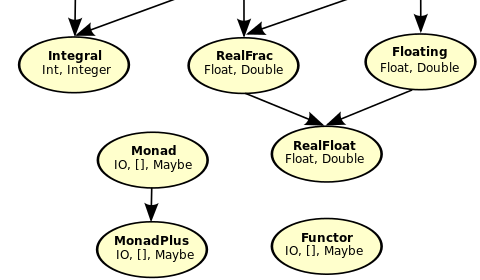 Integral
Int, Integer
RealFrac
Float, Double
Floating
Float, Double
Monad
IO, [], Maybe
RealFloat
Float, Double
MonadPlus
IO, [], Maybe
Functor
IO, [], Maybe